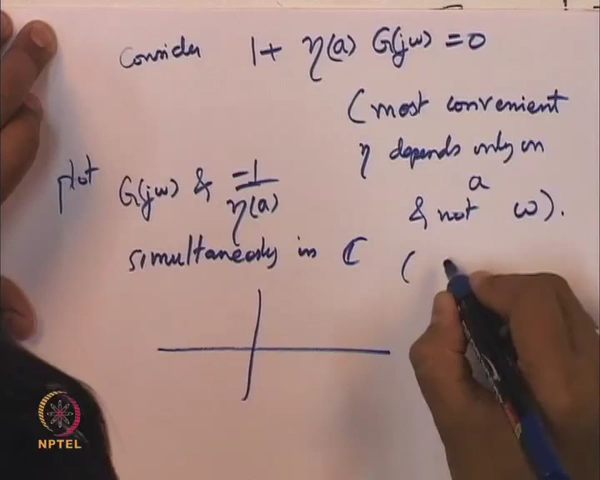 Consider 1 + η(a) G(jω) = 0
(most convenient
η depends only on
a
& not ω).
plot G(jω) & -1/η(a)
simultaneously in ℂ (
NPTEL